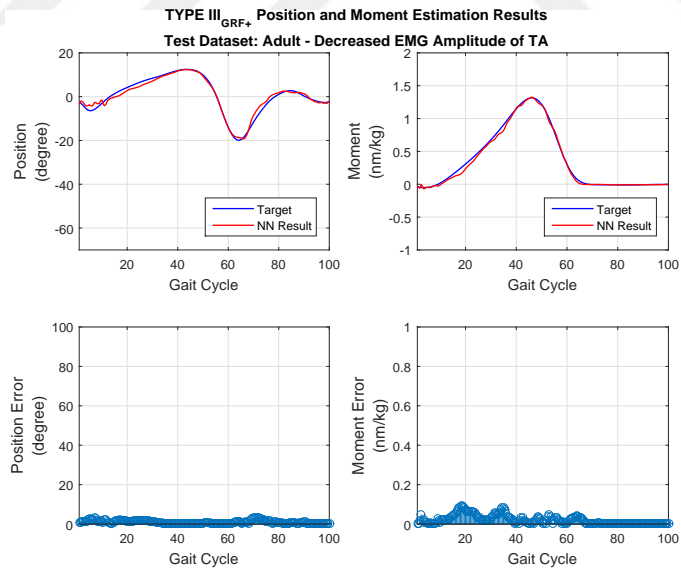 TYPE III GRF+ Position and Moment Estimation Results
Test Dataset: Adult - Decreased EMG Amplitude of TA
20
0
-20
-40
-60
Position
(degree)
Target
NN Result
20 40 60 80 100
Gait Cycle
2
1.5
1
0.5
0
-0.5
-1
Moment
(nm/kg)
Target
NN Result
20 40 60 80 100
Gait Cycle
100
80
60
40
20
0
Position Error
(degree)
20 40 60 80 100
Gait Cycle
1
0.8
0.6
0.4
0.2
0
Moment Error
(nm/kg)
20 40 60 80 100
Gait Cycle